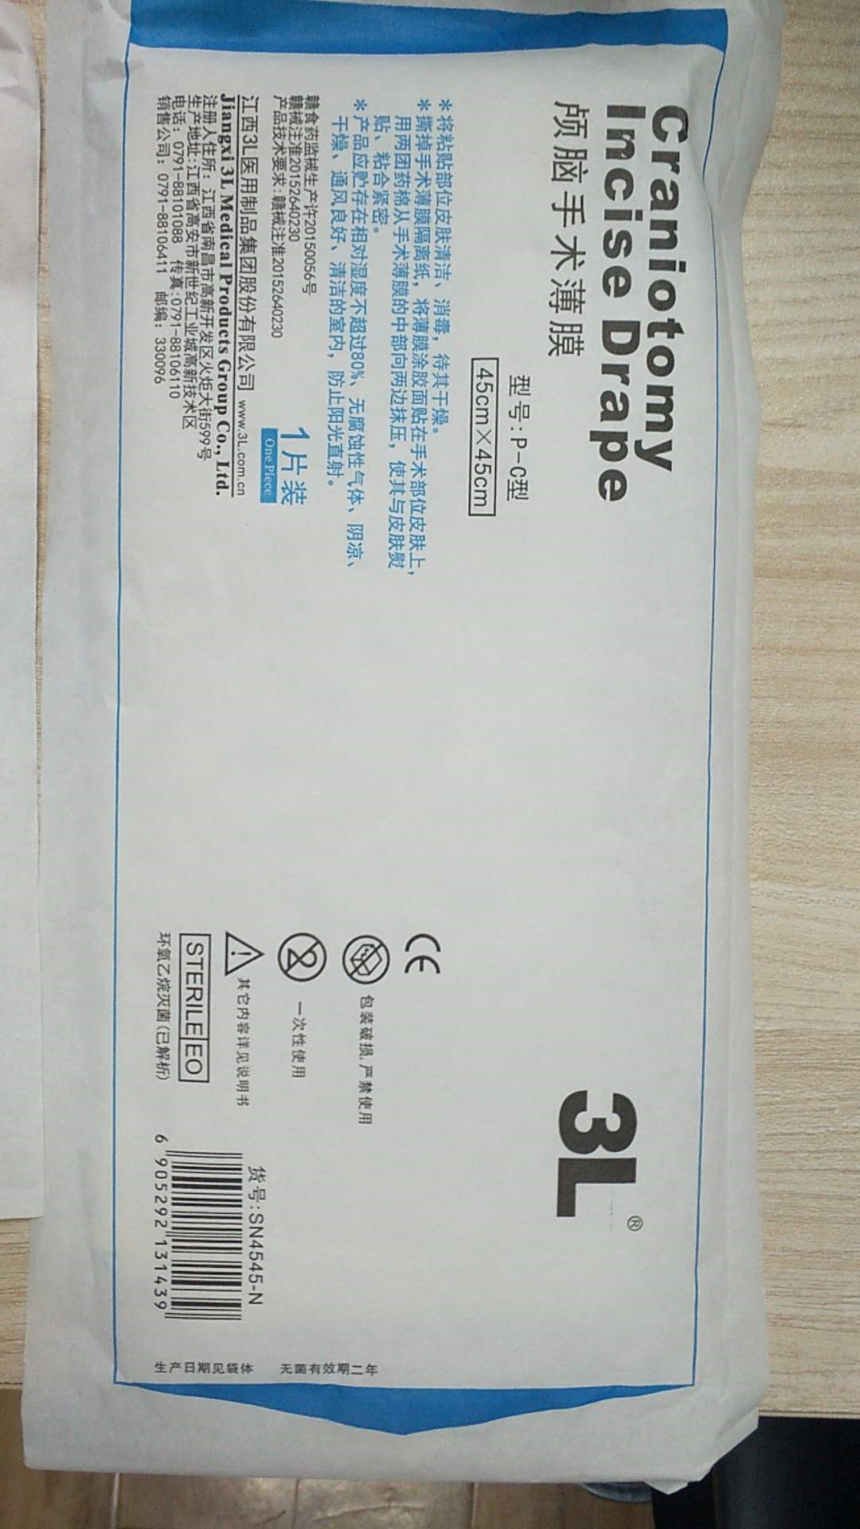 Craniotomy
Incise Drape
颅脑手术薄膜
型号:P-C型
45cm×45cm
*将粘贴部位皮肤清洁、消毒，待其干燥。
*撕掉手术薄膜隔离纸，将薄膜涂胶面贴在手术部位皮肤上，
用两团药棉从手术薄膜的中部向两边抹压，使其与皮肤熨
贴、粘合紧密。
*产品应贮存在相对湿度不超过80%、无腐蚀性气体、阴凉、
干燥、通风良好、清洁的室内，防止阳光直射。
赣食药监械生产许20150056号
赣械注准20152640230
产品技术要求:赣械注准20152640230
1片装
One Piece
江西3L医用制品集团股份有限公司 www.3L.com.cn
Jiangxi 3L Medical Products Group Co., Ltd.
注册人住所：江西省南昌市高新开发区火炬大街599号
生产地址:江西省高安市新世纪工业城高新技术区
电话：0791-88101088 传真:0791-88106110
销售公司：0791-88106411 邮编：330096
3L®
CE
包装破损,严禁使用
一次性使用
其它内容详见说明书
STERILE EO
环氧乙烷灭菌(已解析)
货号:SN4545-N
6 905292 131439
生产日期见袋体 无菌有效期二年